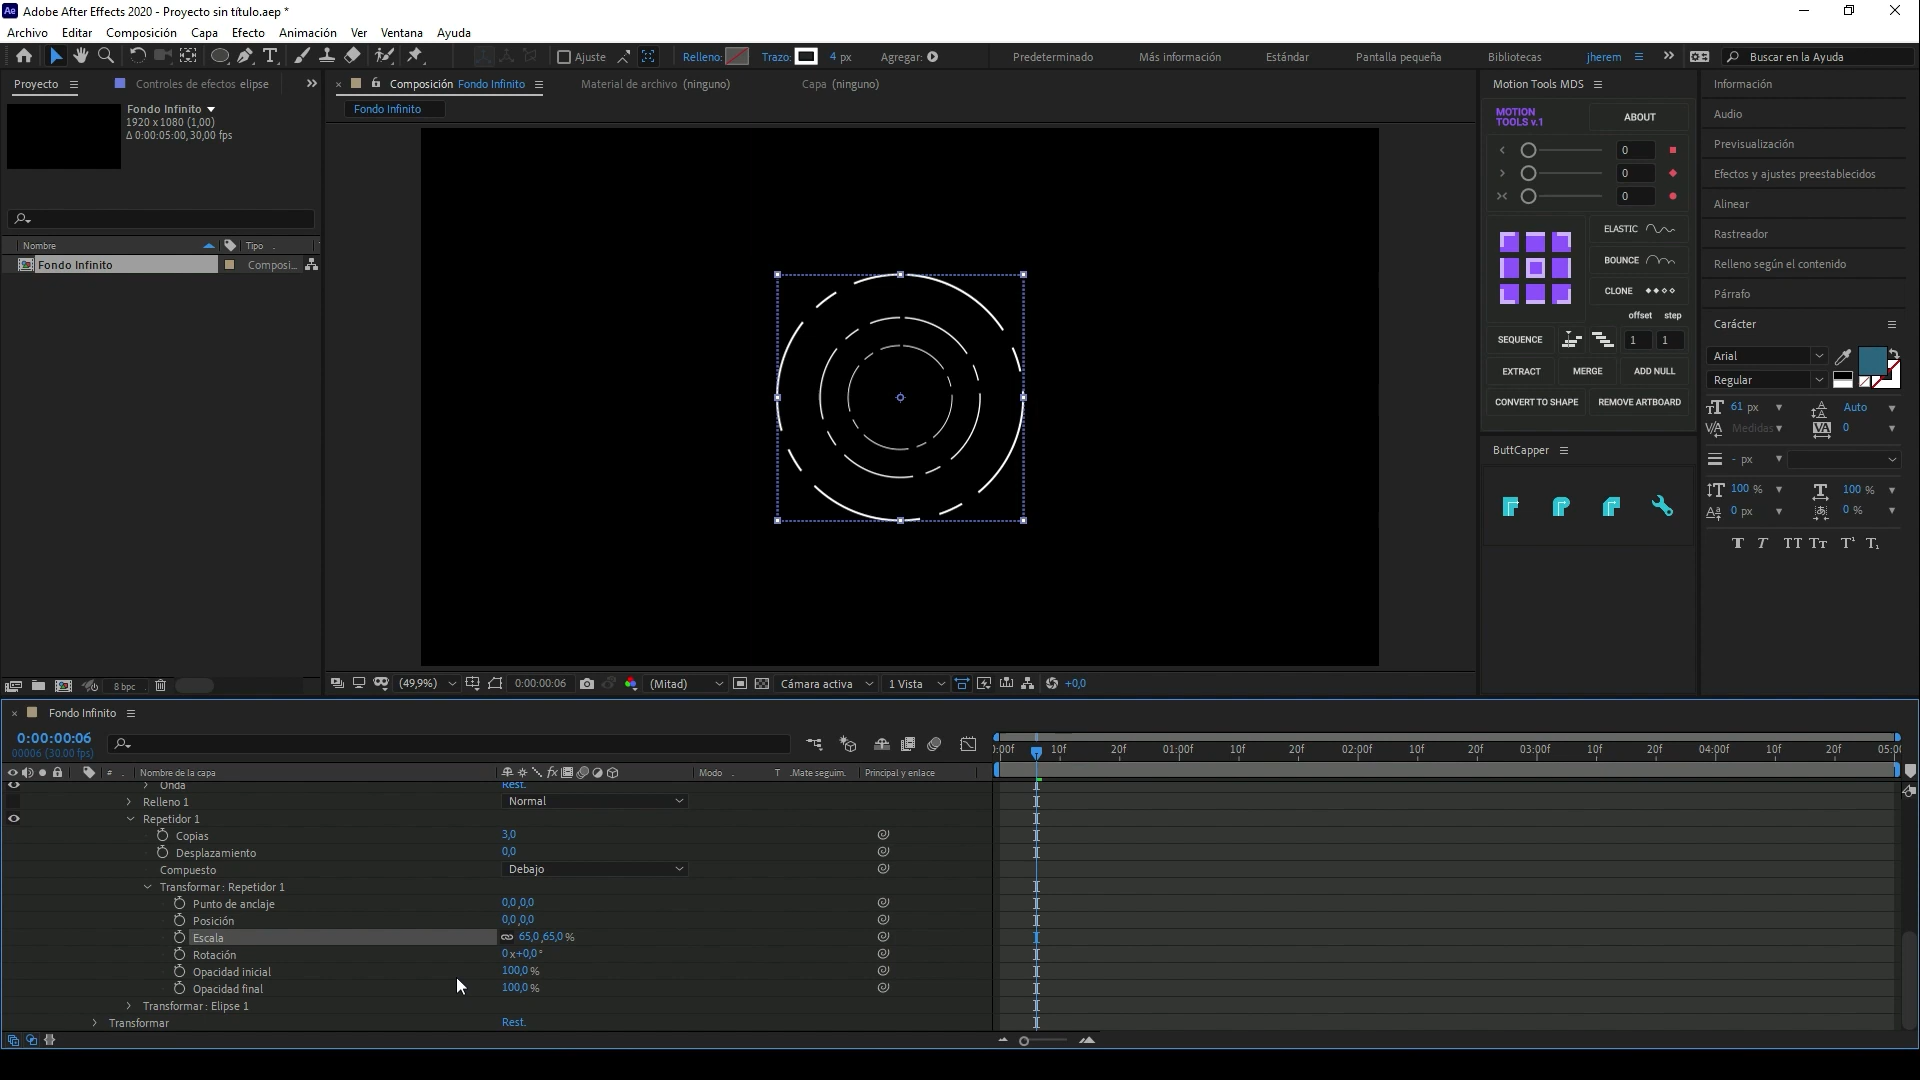 Adobe After Effects 2020 - Proyecto sin título.aep *
Archivo Editar Composición Capa Efecto Animación Ver Ventana Ayuda
Ajuste Relleno: Trazo: 4 px Agregar: Predeterminado Más información Estándar Pantalla pequeña Bibliotecas jherem Buscar en la Ayuda
Proyecto Controles de efectos elipse
Composición Fondo Infinito Material de archivo (ninguno) Capa (ninguno)
Fondo Infinito
Fondo Infinito
1920 x 1080 (1,00)
Δ 0:00:05:00, 30,00 fps
Nombre Tipo
Fondo Infinito Composi...
8 bpc
(49,9%) 0:00:00:06 (Mitad) Cámara activa 1 Vista +0,0
Motion Tools MDS
MOTION TOOLS v.1 ABOUT
0
0
0
ELASTIC
BOUNCE
CLONE
offset step
SEQUENCE 1 1
EXTRACT MERGE ADD NULL
CONVERT TO SHAPE REMOVE ARTBOARD
ButtCapper
Información
Audio
Previsualización
Efectos y ajustes preestablecidos
Alinear
Rastreador
Relleno según el contenido
Párrafo
Carácter
Arial
Regular
61 px Auto
Medidas 0
- px
100 % 100 %
0 px 0 %
Fondo Infinito
0:00:00:06
00006 (30.00 fps)
# Nombre de la capa Modo T .Mate seguim. Principal y enlace
Onda Rest.
Relleno 1 Normal
Repetidor 1
Copias 3,0
Desplazamiento 0,0
Compuesto Debajo
Transformar: Repetidor 1
Punto de anclaje 0,0,0,0
Posición 0,0,0,0
Escala 65,0,65,0 %
Rotación 0x+0,0°
Opacidad inicial 100,0 %
Opacidad final 100,0 %
Transformar: Elipse 1
Transformar Rest.
):00f 10f 20f 01:00f 10f 20f 02:00f 10f 20f 03:00f 10f 20f 04:00f 10f 20f 05:0